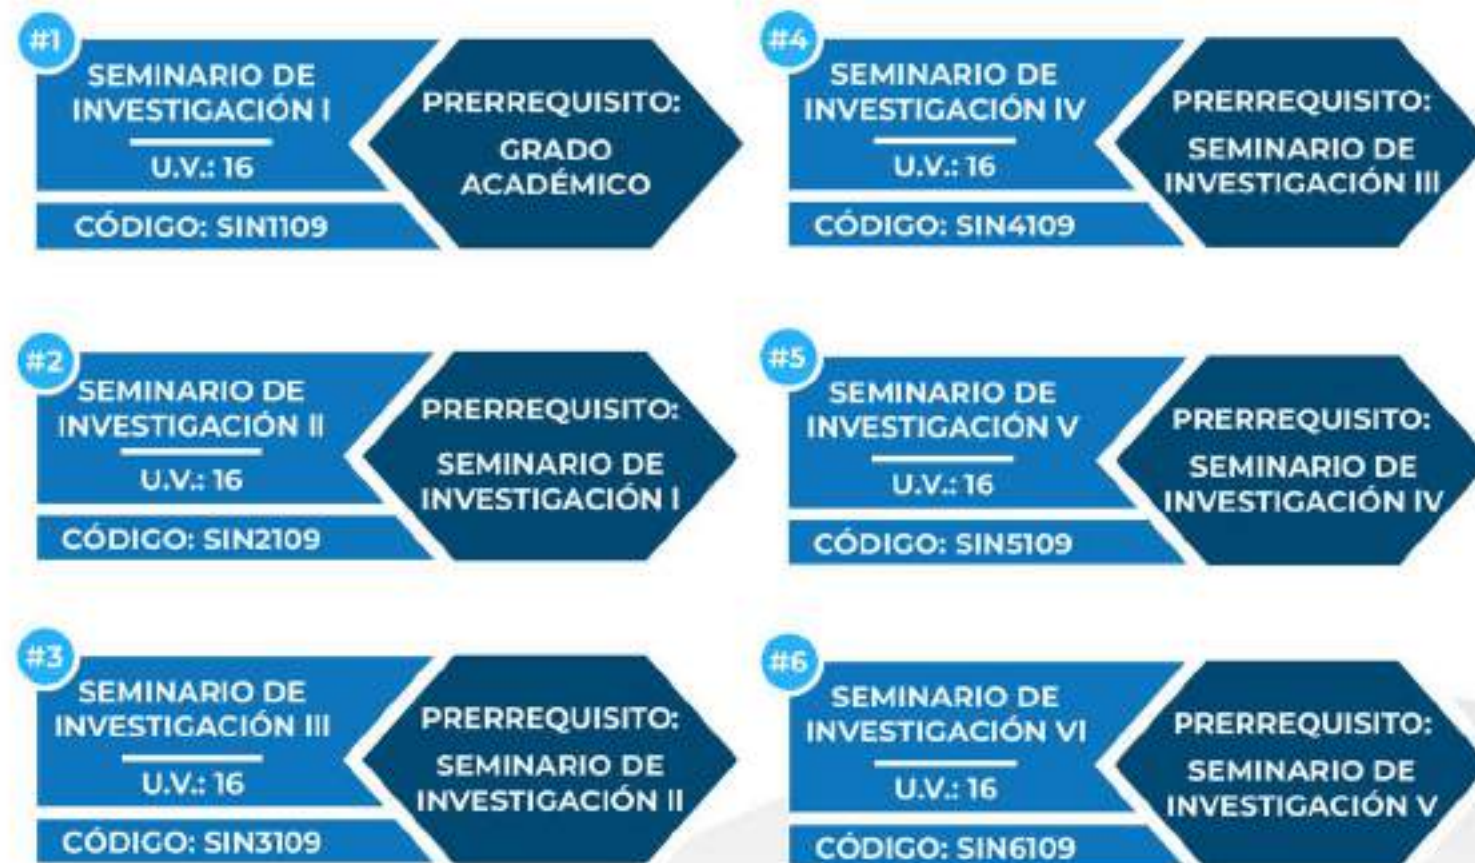 #1
SEMINARIO DE
INVESTIGACIÓN I
U.V.: 16
CÓDIGO: SIN1109
PRERREQUISITO:
GRADO
ACADÉMICO
#2
SEMINARIO DE
INVESTIGACIÓN II
U.V.: 16
CÓDIGO: SIN2109
PRERREQUISITO:
SEMINARIO DE
INVESTIGACIÓN I
#3
SEMINARIO DE
INVESTIGACIÓN III
U.V.: 16
CÓDIGO: SIN3109
PRERREQUISITO:
SEMINARIO DE
INVESTIGACIÓN II
#4
SEMINARIO DE
INVESTIGACIÓN IV
U.V.: 16
CÓDIGO: SIN4109
PRERREQUISITO:
SEMINARIO DE
INVESTIGACIÓN III
#5
SEMINARIO DE
INVESTIGACIÓN V
U.V.: 16
CÓDIGO: SIN5109
PRERREQUISITO:
SEMINARIO DE
INVESTIGACIÓN IV
#6
SEMINARIO DE
INVESTIGACIÓN VI
U.V.: 16
CÓDIGO: SIN6109
PRERREQUISITO:
SEMINARIO DE
INVESTIGACIÓN V